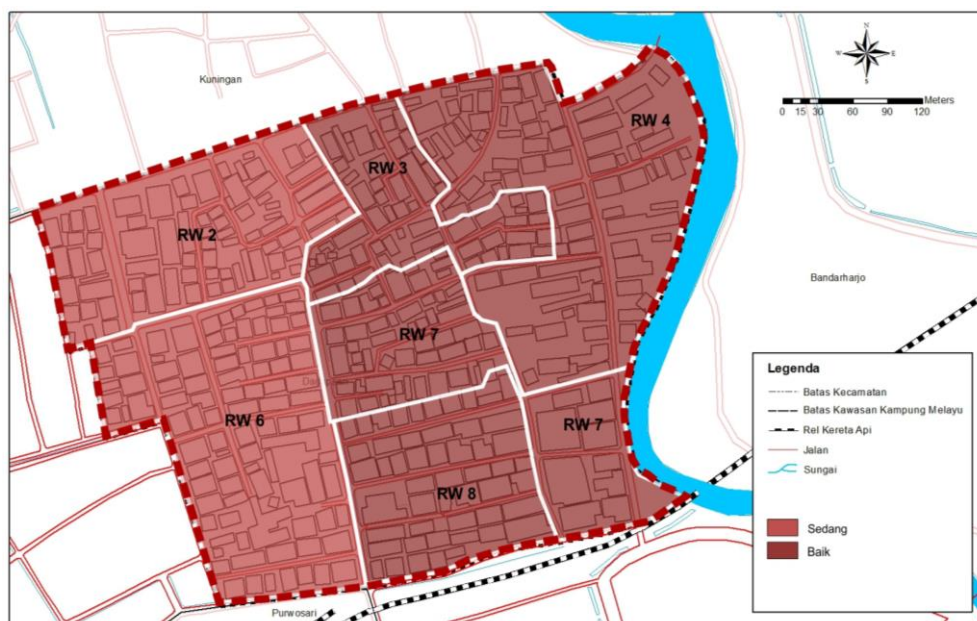 N
W E
S
Meters
0 15 30 60 90 120
Kuningan
RW 4
RW 3
RW 2
Bandarharjo
RW 7
RW 6
RW 7
RW 8
Purwosari
Legenda
Batas Kecamatan
Batas Kawasan Kampung Melayu
Rel Kereta Api
Jalan
Sungai
Sedang
Baik